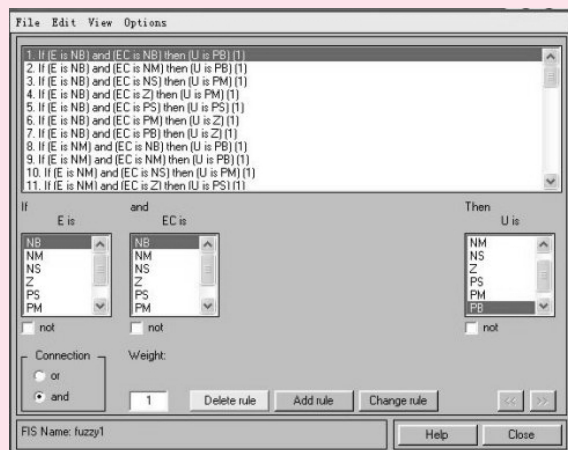 File Edit View Options
1. If (E is NB) and (EC is NB) then (U is PB) (1)
2. If (E is NB) and (EC is NM) then (U is PB) (1)
3. If (E is NB) and (EC is NS) then (U is PM) (1)
4. If (E is NB) and (EC is Z) then (U is PM) (1)
5. If (E is NB) and (EC is PS) then (U is PS) (1)
6. If (E is NB) and (EC is PM) then (U is Z) (1)
7. If (E is NB) and (EC is PB) then (U is Z) (1)
8. If (E is NM) and (EC is NB) then (U is PB) (1)
9. If (E is NM) and (EC is NM) then (U is PB) (1)
10. If (E is NM) and (EC is NS) then (U is PM) (1)
11. If (E is NM) and (EC is Z) then (U is PS) (1)
If and Then
E is EC is U is
NB NB NM
NM NM NS
NS NS Z
Z Z PS
PS PS PM
PM PM PB
not not not
Connection Weight:
or
and 1 Delete rule Add rule Change rule << >>
FIS Name: fuzzy1 Help Close